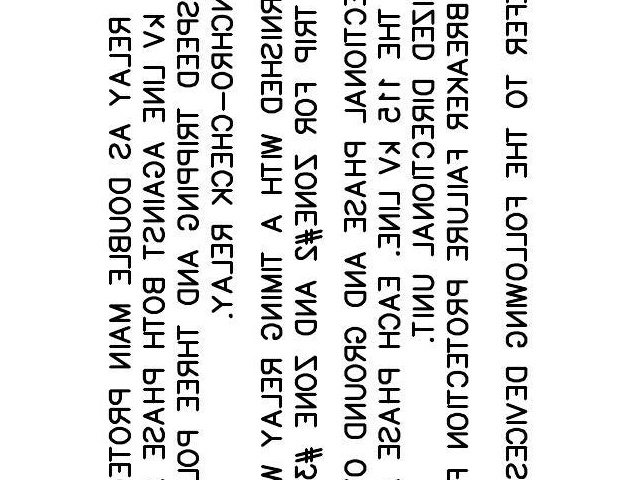 RELAY AS DOUBLE MAIN PROTE
KV LINE AGAINST BOTH PHASE
SPEED TRIPPING AND THREE POL
NCHRO-CHECK RELAY.
RNISHED WITH A TIMING RELAY W
TRIP FOR ZONE#2 AND ZONE #3
ECTIONAL PHASE AND GROUND O
THE 115 KV LINE. EACH PHASE
IZED DIRECTIONAL UNIT.
BREAKER FAILURE PROTECTION F
EFER TO THE FOLLOWING DEVICES